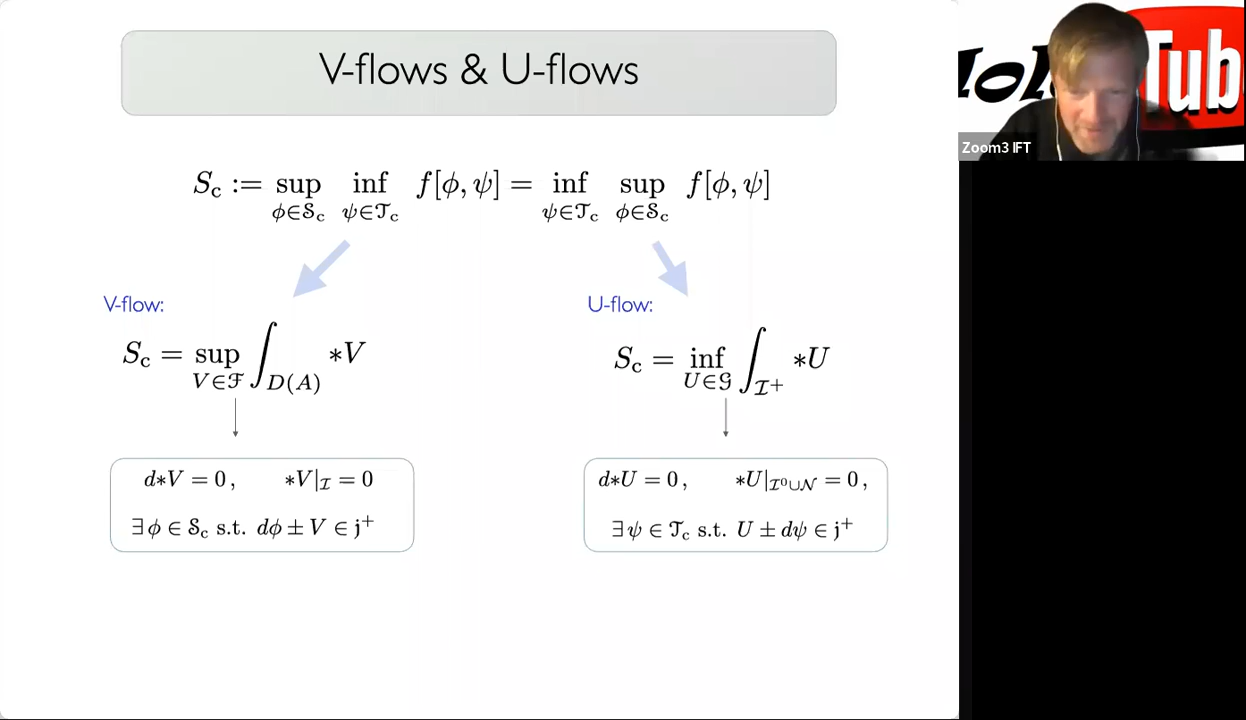 V-flows & U-flows
S_c := sup_{ϕ∈𝒮_c} inf_{ψ∈𝒯_c} f[ϕ, ψ] = inf_{ψ∈𝒯_c} sup_{ϕ∈𝒮_c} f[ϕ, ψ]
V-flow:
S_c = sup_{V∈ℱ} ∫_{D(A)} *V
d*V = 0, *V|_ℐ = 0
∃ϕ ∈ 𝒮_c s.t. dϕ ± V ∈ j⁺
U-flow:
S_c = inf_{U∈𝒢} ∫_{ℐ⁺} *U
d*U = 0, *U|_{ℐ⁰∪𝒩} = 0,
∃ψ ∈ 𝒯_c s.t. U ± dψ ∈ j⁺
Tub
Zoom3 IFT